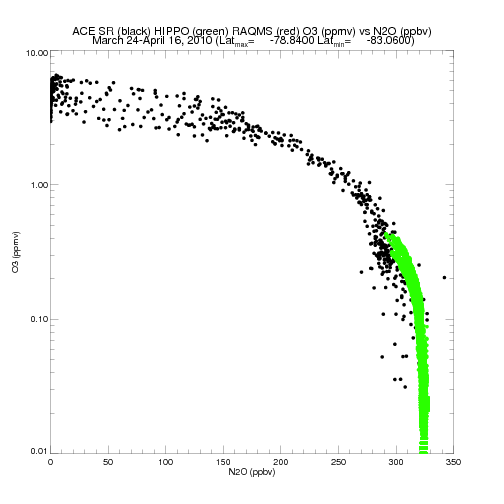 ACE SR (black) HIPPO (green) RAQMS (red) O3 (ppmv) vs N2O (ppbv)
March 24-April 16, 2010 (Latmax= -78.8400 Latmin= -83.0600)
10.00
1.00
0.10
0.01
O3 (ppmv)
0 50 100 150 200 250 300 350
N2O (ppbv)